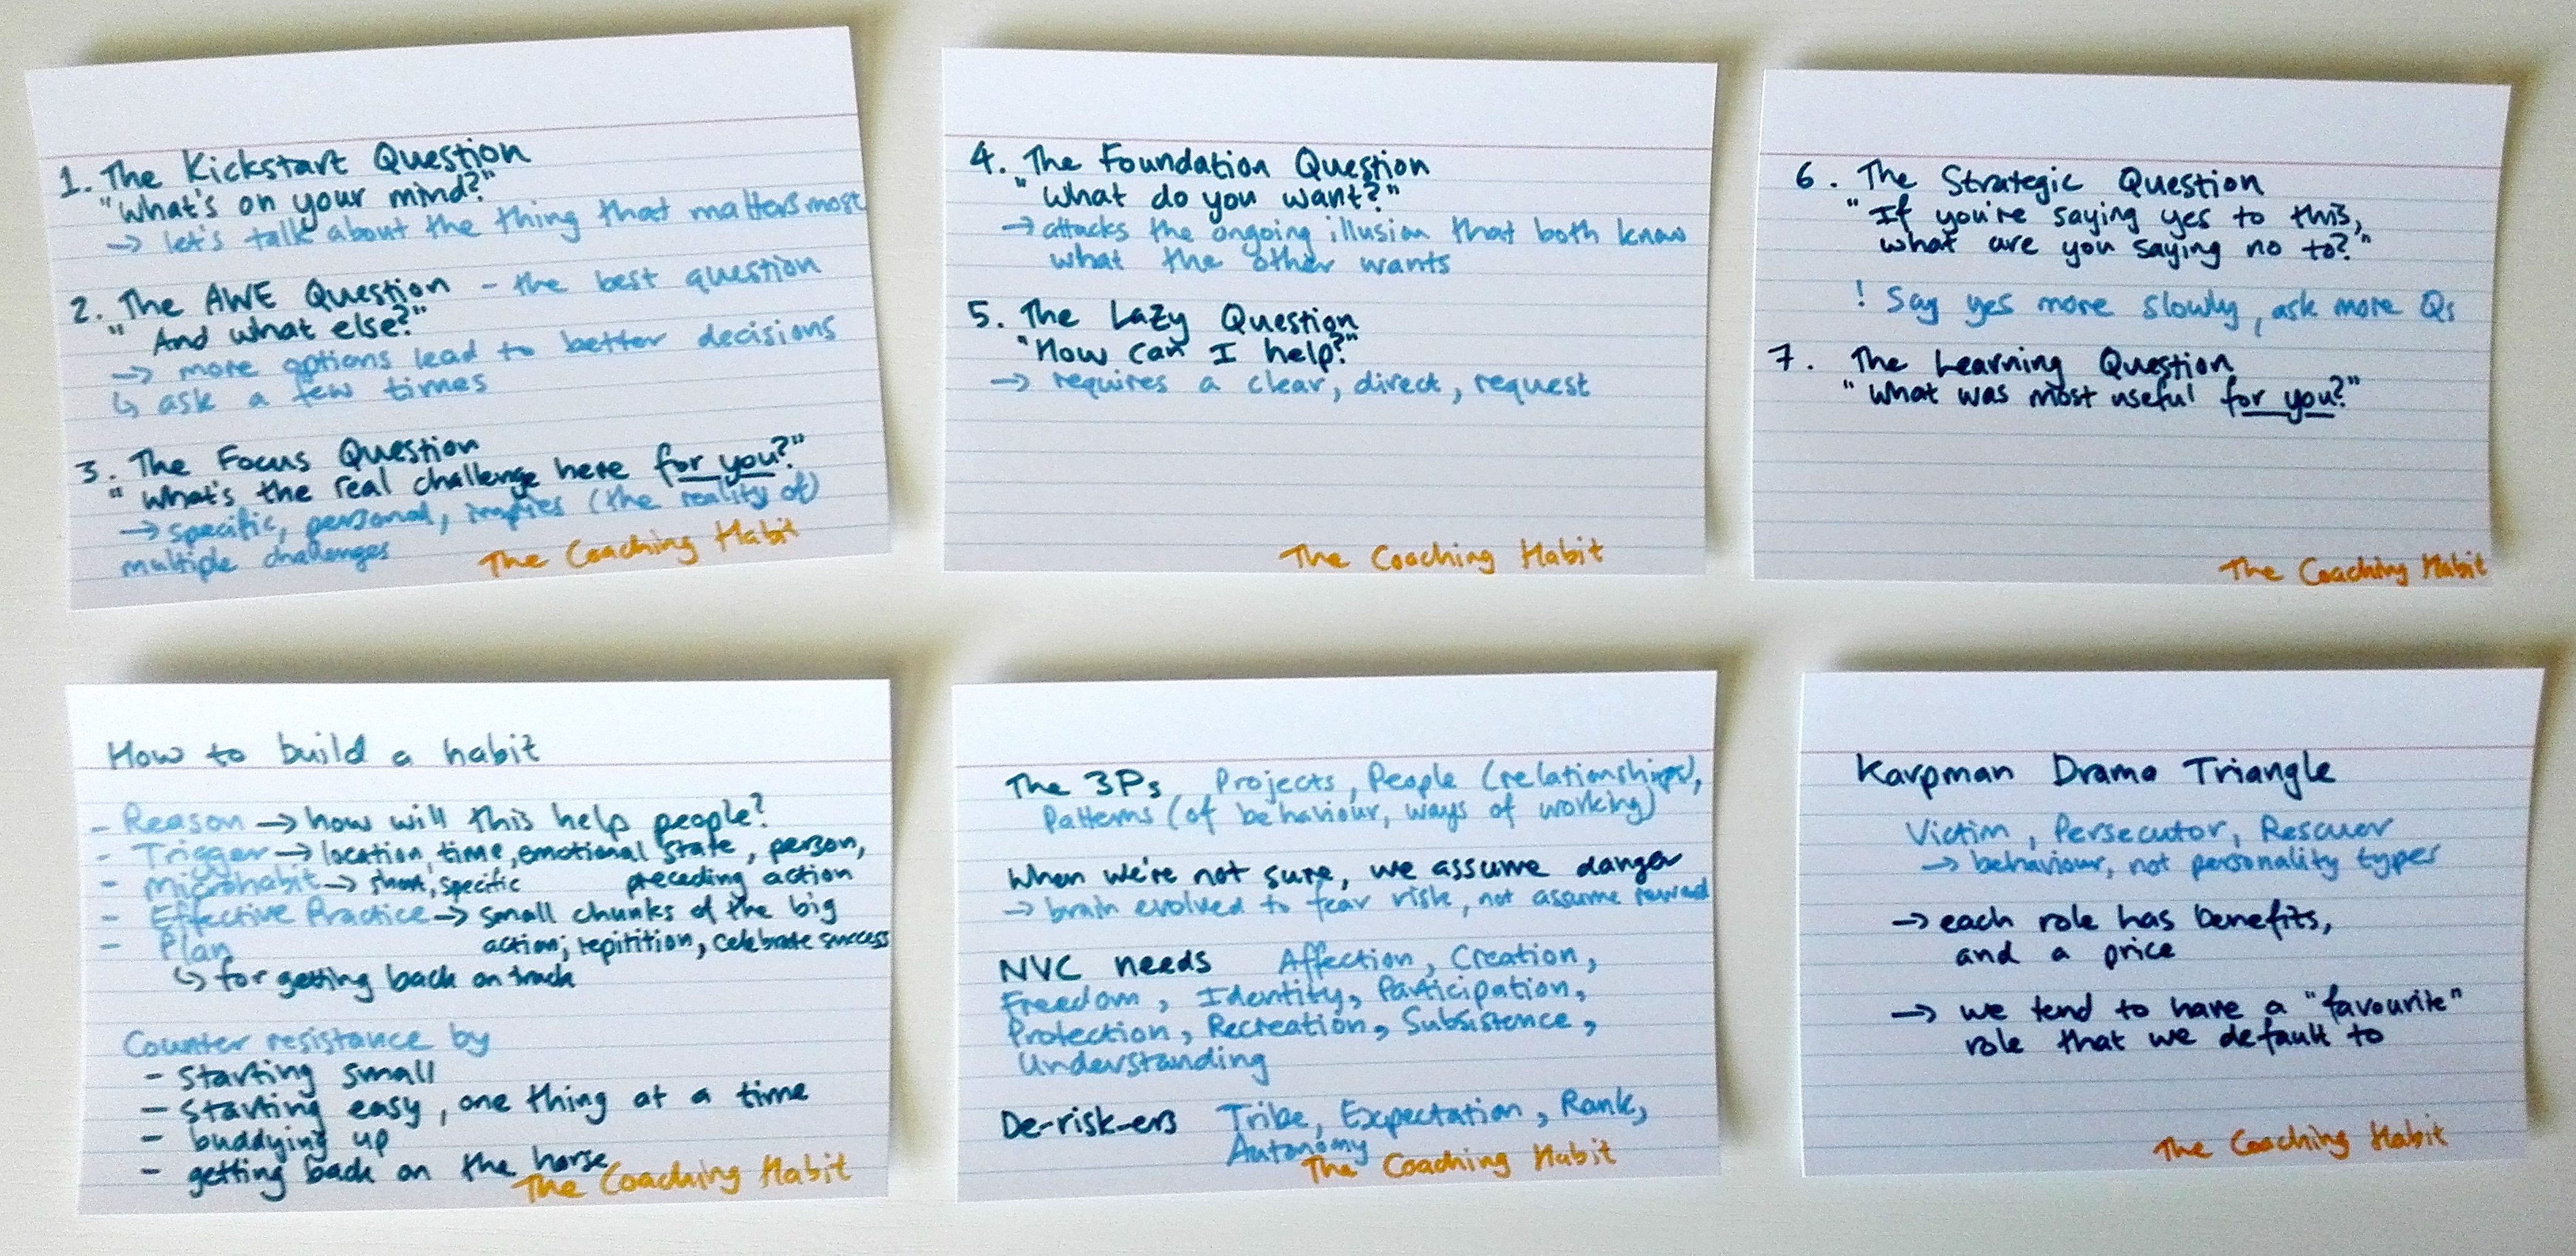 1. The Kickstart Question
"What's on your mind?"
→ let's talk about the thing that matters most
2. The AWE Question - the best question
"And what else?"
→ more options lead to better decisions
↳ ask a few times
3. The Focus Question
"What's the real challenge here for you?"
→ specific, personal, implies (the reality of)
multiple challenges
The Coaching Habit
4. The Foundation Question
"What do you want?"
→ attacks the ongoing illusion that both know
what the other wants
5. The Lazy Question
"How can I help?"
→ requires a clear, direct, request
The Coaching Habit
6. The Strategic Question
"If you're saying yes to this,
what are you saying no to?"
! Say yes more slowly, ask more Qs
7. The Learning Question
"What was most useful for you?"
The Coaching Habit
How to build a habit
- Reason → how will this help people?
- Trigger → location, time, emotional state, person,
preceding action
- Microhabit → short, specific
- Effective Practice → small chunks of the big
action; repitition, celebrate success
- Plan
↳ for getting back on track
Counter resistance by
- starting small
- starting easy, one thing at a time
- buddying up
- getting back on the horse
The Coaching Habit
The 3Ps Projects, People (relationships),
Patterns (of behaviour, ways of working)
When we're not sure, we assume danger
→ brain evolved to fear risk, not assume reward
NVC needs Affection, Creation,
Freedom, Identity, Participation,
Protection, Recreation, Subsistence,
Understanding
De-risk-ers Tribe, Expectation, Rank,
Autonomy
The Coaching Habit
Karpman Drama Triangle
Victim, Persecutor, Rescuer
→ behaviour, not personality types
→ each role has benefits,
and a price
→ we tend to have a "favourite"
role that we default to
The Coaching Habit